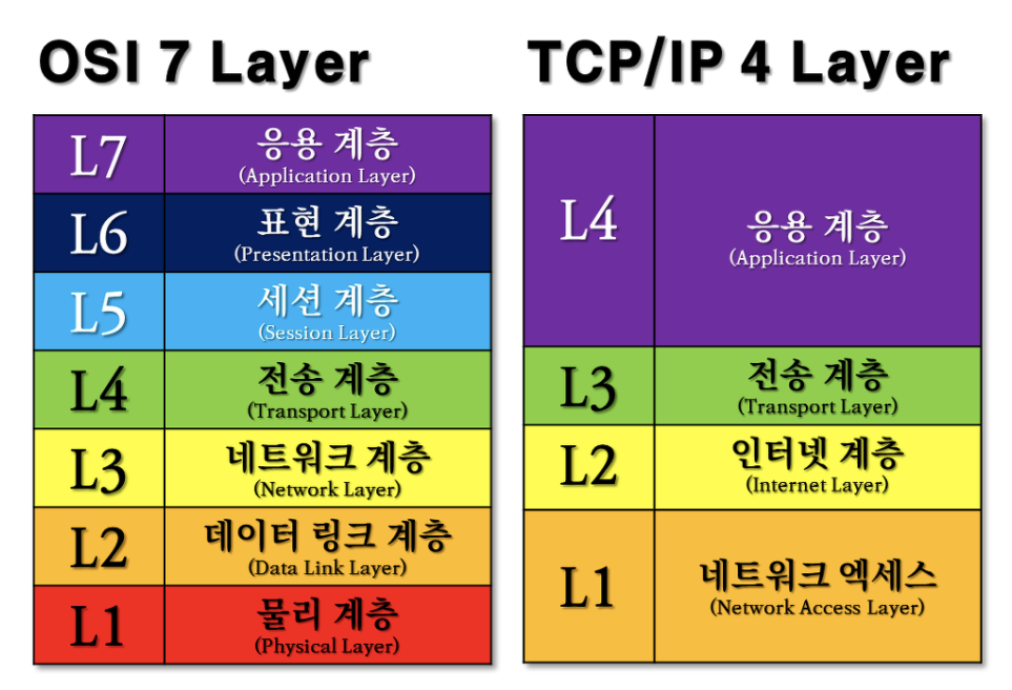 OSI 7 Layer
L7
응용 계층
(Application Layer)
L6
표현 계층
(Presentation Layer)
L5
세션 계층
(Session Layer)
L4
전송 계층
(Transport Layer)
L3
네트워크 계층
(Network Layer)
L2
데이터 링크 계층
(Data Link Layer)
L1
물리 계층
(Physical Layer)
TCP/IP 4 Layer
L4
응용 계층
(Application Layer)
L3
전송 계층
(Transport Layer)
L2
인터넷 계층
(Internet Layer)
L1
네트워크 엑세스
(Network Access Layer)